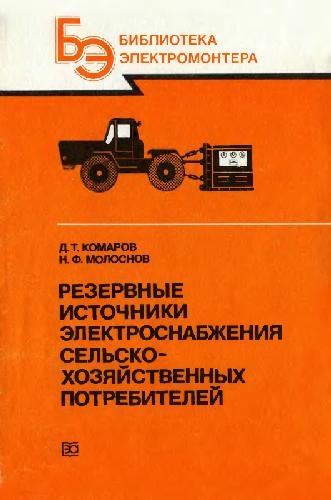 БЭ
БИБЛИОТЕКА
ЭЛЕКТРОМОНТЕРА
Д. Т. КОМАРОВ
Н. Ф. МОЛОСНОВ
РЕЗЕРВНЫЕ
ИСТОЧНИКИ
ЭЛЕКТРОСНАБЖЕНИЯ
СЕЛЬСКО-
ХОЗЯЙСТВЕННЫХ
ПОТРЕБИТЕЛЕЙ